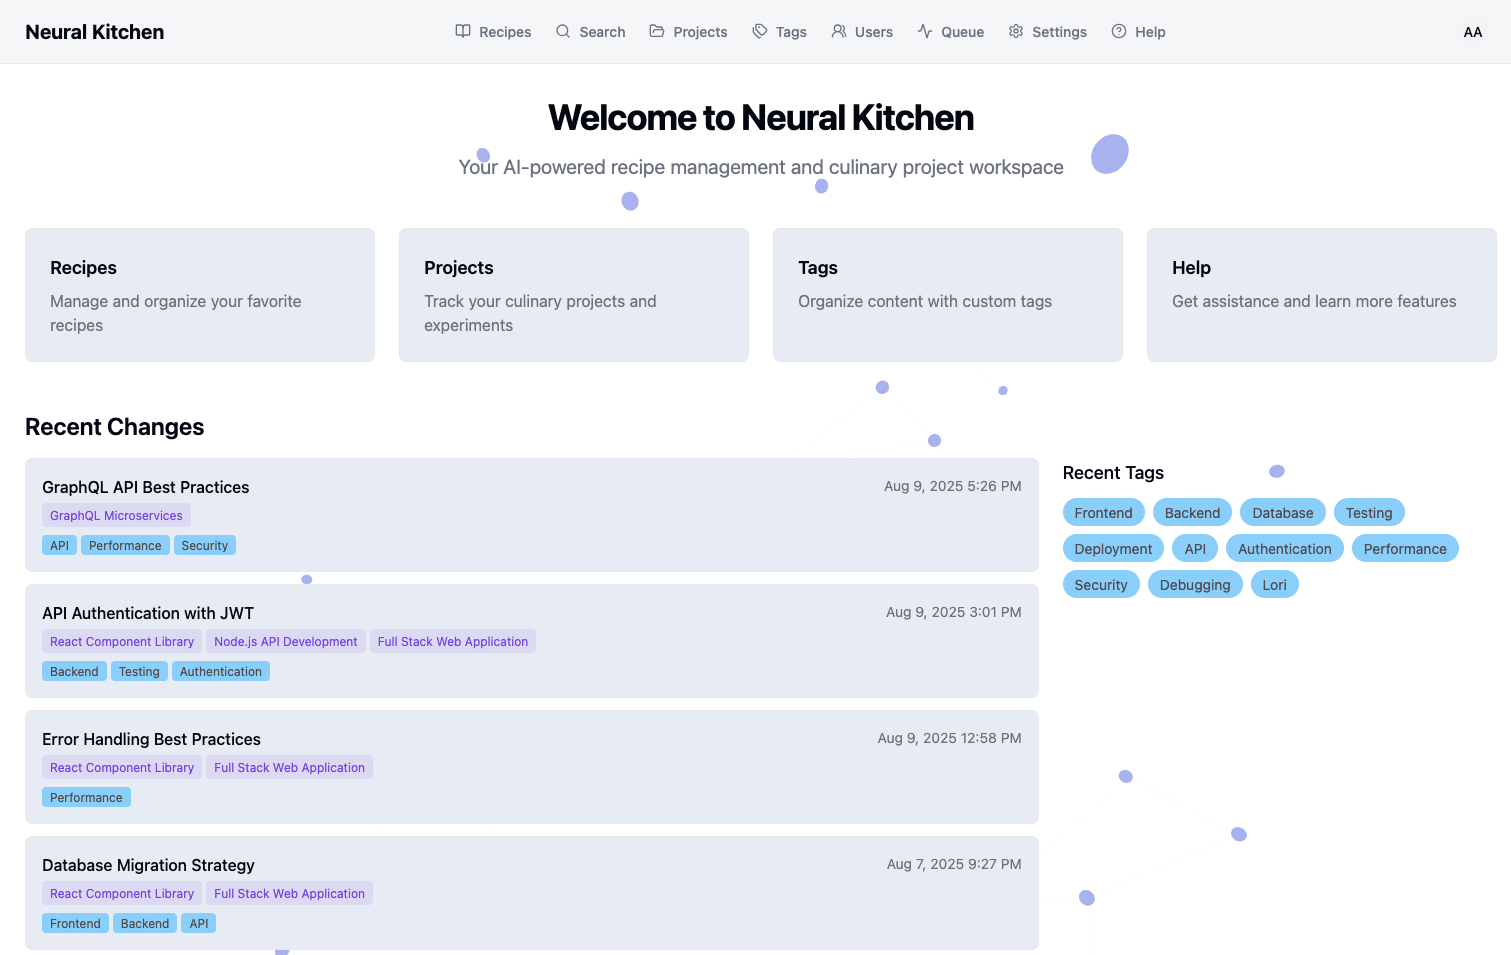 Neural Kitchen
Recipes
Search
Projects
Tags
Users
Queue
Settings
Help
AA
Welcome to Neural Kitchen
Your AI-powered recipe management and culinary project workspace
Recipes
Manage and organize your favorite
recipes
Projects
Track your culinary projects and
experiments
Tags
Organize content with custom tags
Help
Get assistance and learn more features
Recent Changes
GraphQL API Best Practices
Aug 9, 2025 5:26 PM
GraphQL Microservices
API Performance Security
API Authentication with JWT
Aug 9, 2025 3:01 PM
React Component Library Node.js API Development Full Stack Web Application
Backend Testing Authentication
Error Handling Best Practices
Aug 9, 2025 12:58 PM
React Component Library Full Stack Web Application
Performance
Database Migration Strategy
Aug 7, 2025 9:27 PM
React Component Library Full Stack Web Application
Frontend Backend API
Recent Tags
Frontend Backend Database Testing
Deployment API Authentication Performance
Security Debugging Lori